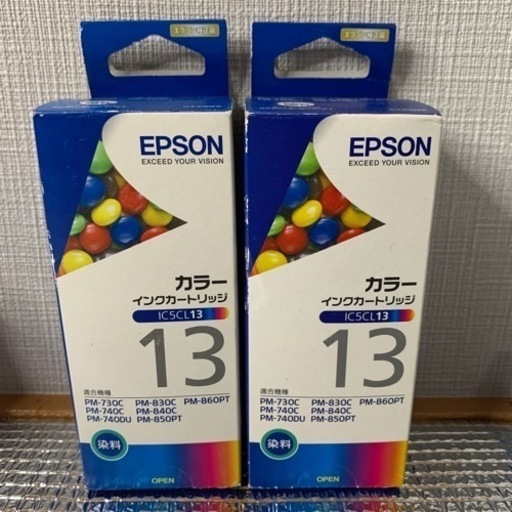 EPSON
EXCEED YOUR VISION
カラー
インクカートリッジ
IC5CL13
13
適合機種
PM-730C PM-830C PM-860PT
PM-740C PM-840C
PM-740DU PM-850PT
染料
OPEN
EPSON
EXCEED YOUR VISION
カラー
インクカートリッジ
IC5CL13
13
適合機種
PM-730C PM-830C PM-860PT
PM-740C PM-840C
PM-740DU PM-850PT
染料
OPEN